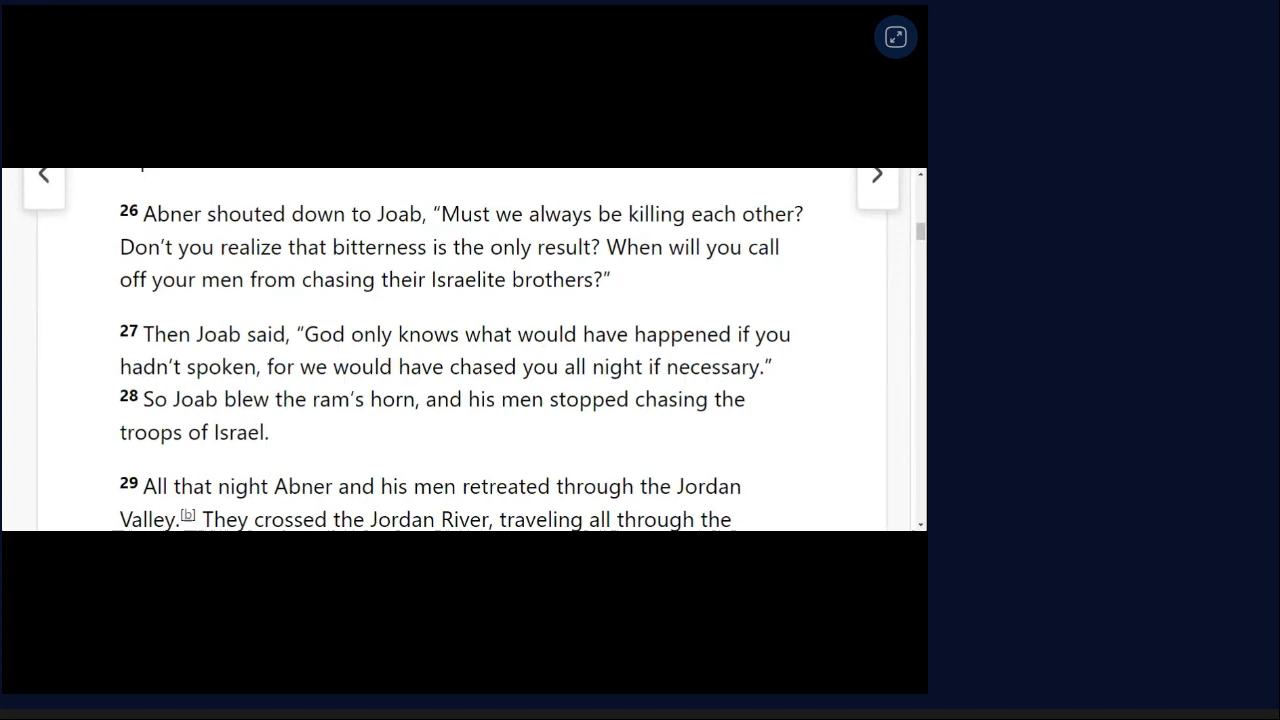 26 Abner shouted down to Joab, “Must we always be killing each other?
Don’t you realize that bitterness is the only result? When will you call
off your men from chasing their Israelite brothers?”
27 Then Joab said, “God only knows what would have happened if you
hadn’t spoken, for we would have chased you all night if necessary.”
28 So Joab blew the ram’s horn, and his men stopped chasing the
troops of Israel.
29 All that night Abner and his men retreated through the Jordan
Valley.[b] They crossed the Jordan River, traveling all through the